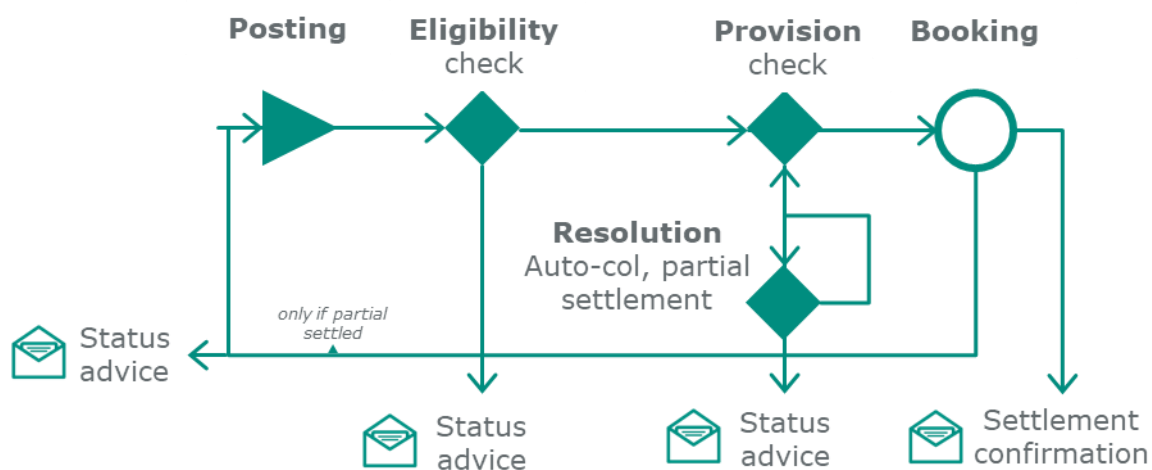 Posting
Eligibility
check
Provision
check
Booking
Resolution
Auto-col, partial
settlement
only if partial
settled
Status
advice
Status
advice
Status
advice
Settlement
confirmation